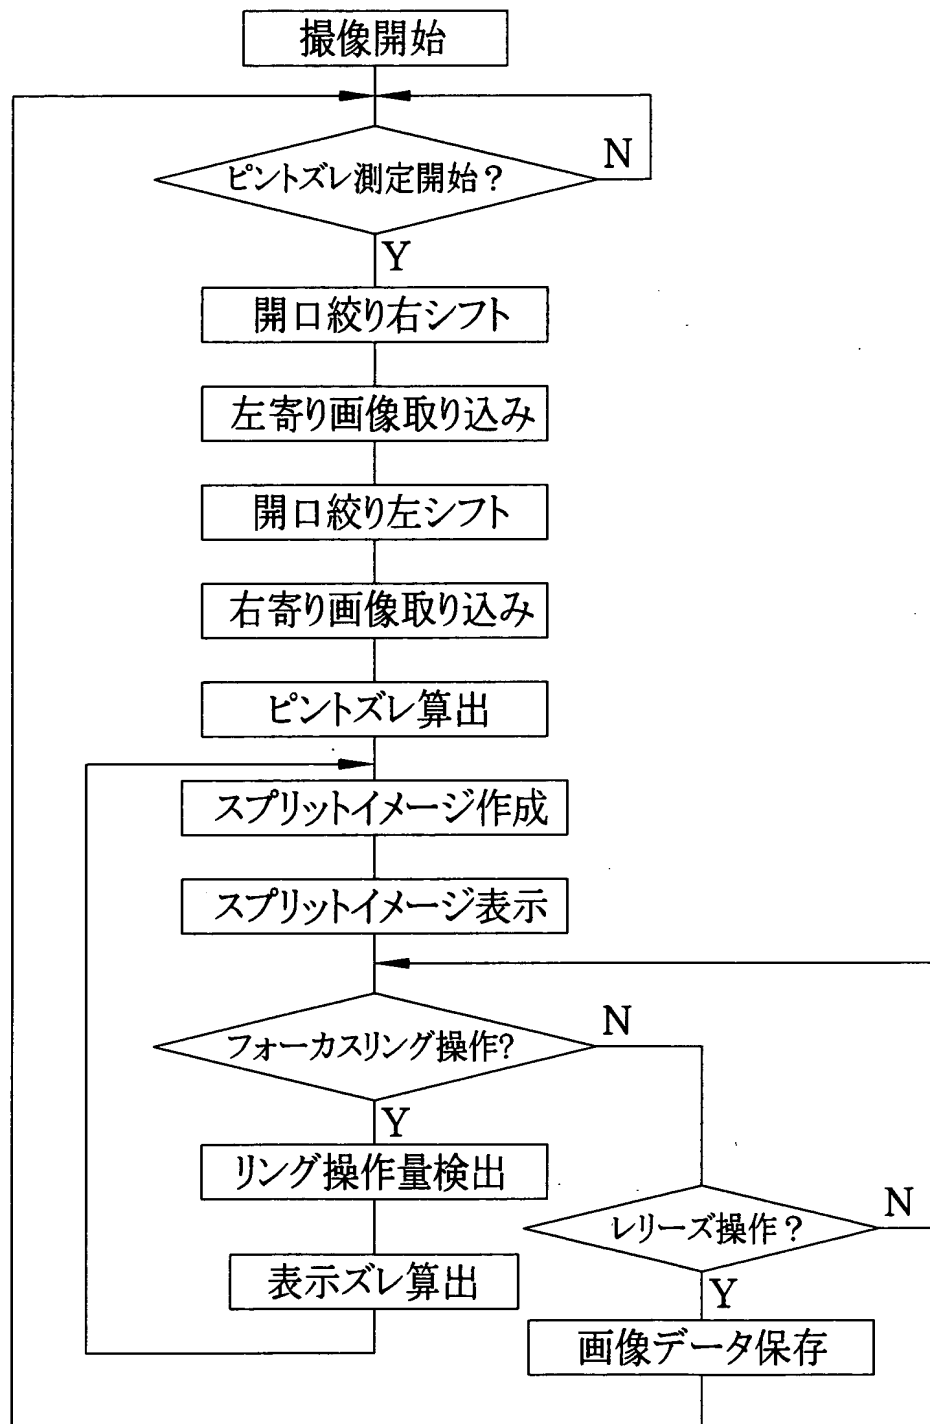 撮像開始
N
ピントズレ測定開始?
Y
開口絞り右シフト
左寄り画像取り込み
開口絞り左シフト
右寄り画像取り込み
ピントズレ算出
スプリットイメージ作成
スプリットイメージ表示
N
フォーカスリング操作?
Y
リング操作量検出
N
レリーズ操作?
表示ズレ算出
Y
画像データ保存